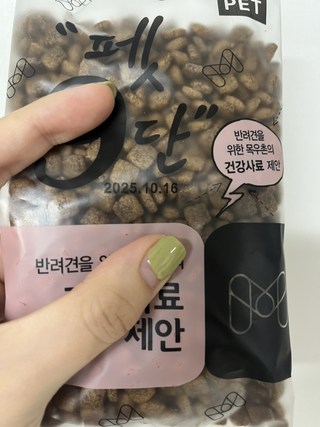 PET
"펫
단"
반려견을
위한 목우촌의
건강사료 제안
2025.10.16
반려견을
료
제안